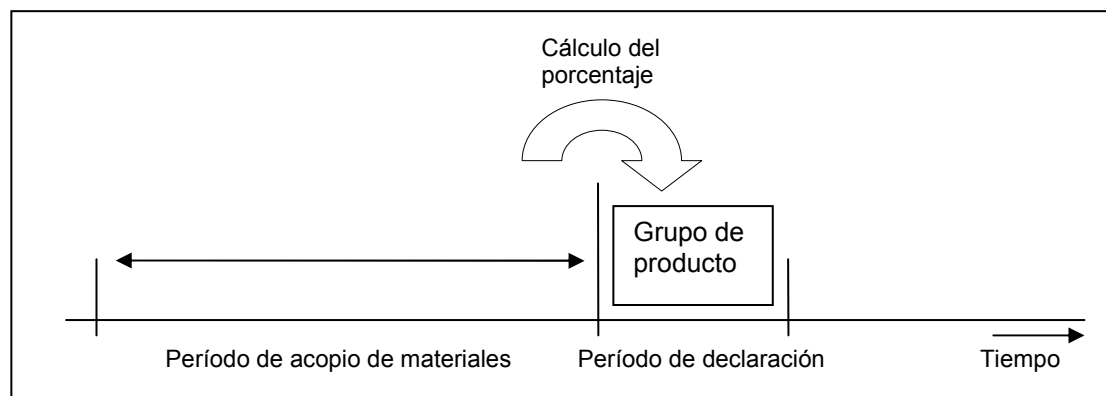 Cálculo del
porcentaje
Grupo de
producto
Período de acopio de materiales
Período de declaración
Tiempo